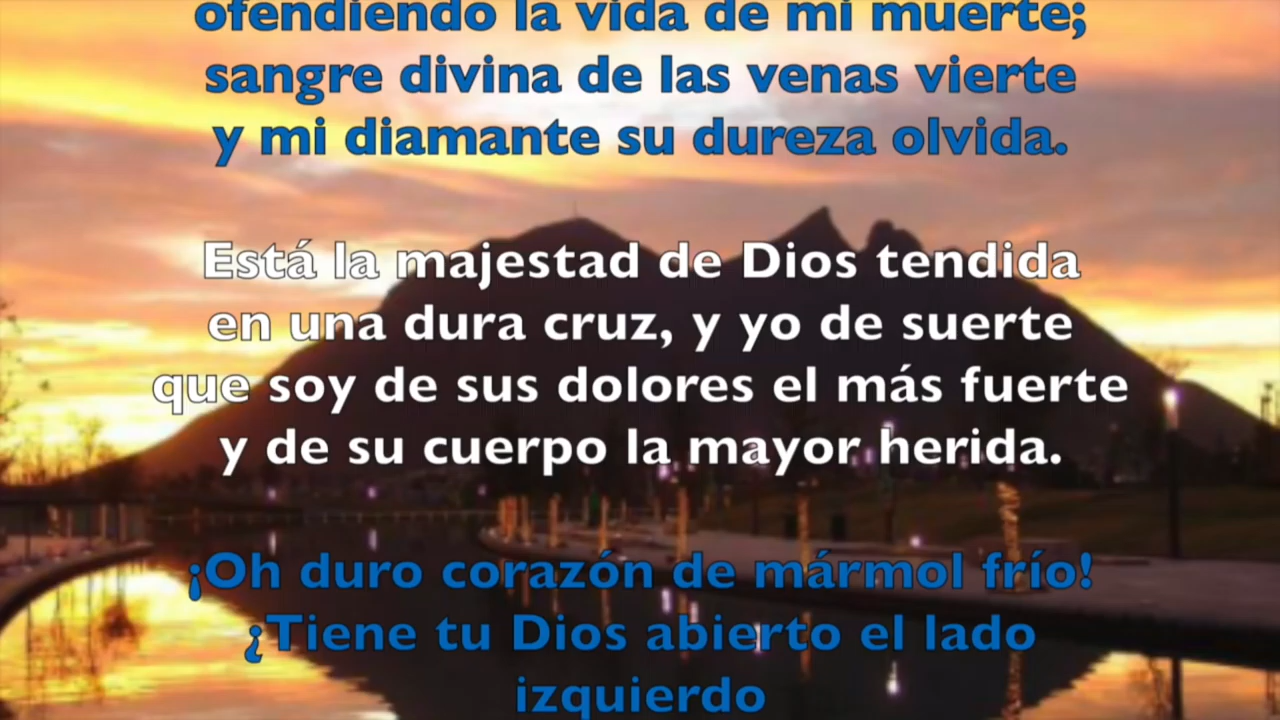 ofendiendo la vida de mi muerte;
sangre divina de las venas vierte
y mi diamante su dureza olvida.
Está la majestad de Dios tendida
en una dura cruz, y yo de suerte
que soy de sus dolores el más fuerte
y de su cuerpo la mayor herida.
¡Oh duro corazón de mármol frío!
¿Tiene tu Dios abierto el lado
izquierdo